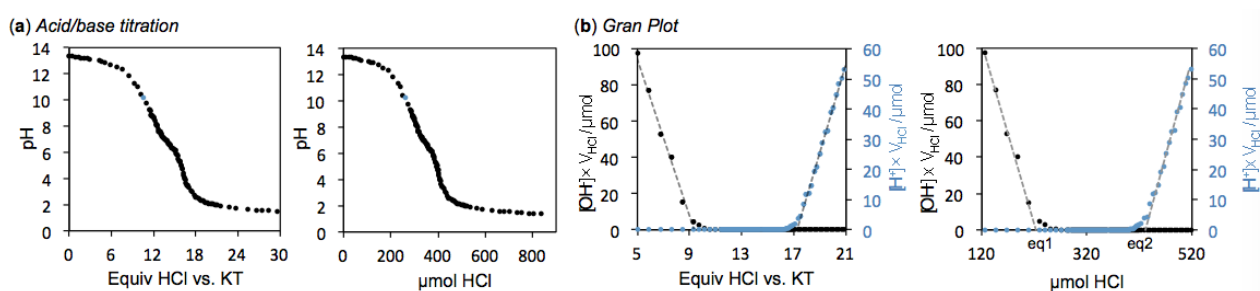 (a) Acid/base titration
14
12
10
8
6
4
2
0
pH
0 6 12 18 24 30
Equiv HCl vs. KT
14
12
10
8
6
4
2
0
pH
0 200 400 600 800
µmol HCl
(b) Gran Plot
100
80
60
40
20
0
[OH-]× VHCl /µmol
60
50
40
30
20
10
0
[H+]× VHCl /µmol
5 9 13 17 21
Equiv HCl vs. KT
100
80
60
40
20
0
[OH-]× VHCl /µmol
60
50
40
30
20
10
0
[H+]× VHCl /µmol
eq1 eq2
120 320 520
µmol HCl